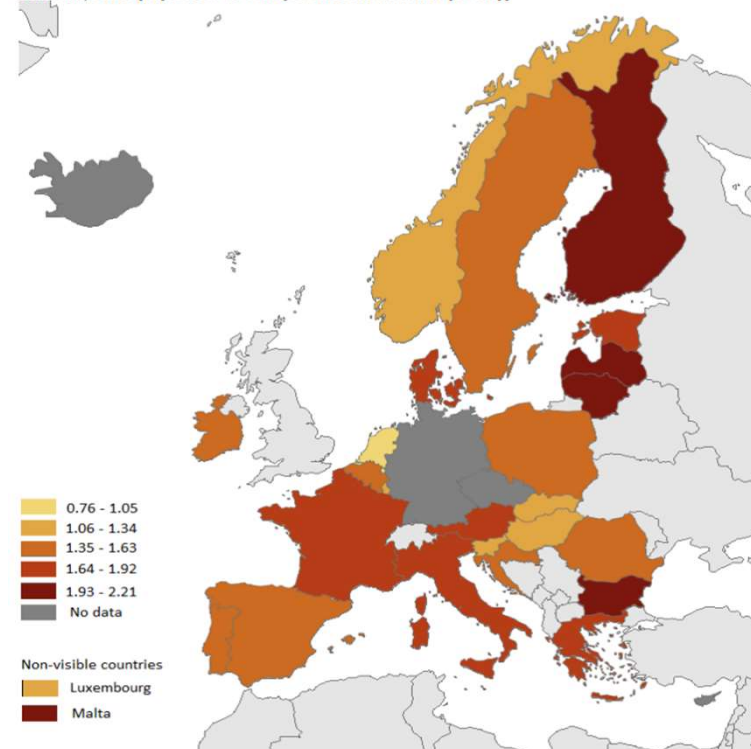 0.76 - 1.05
1.06 - 1.34
1.35 - 1.63
1.64 - 1.92
1.93 - 2.21
No data
Non-visible countries
Luxembourg
Malta